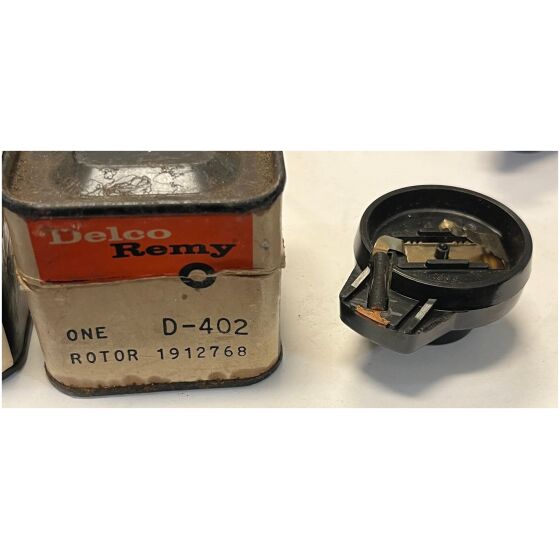 Delco
Remy
ONE D-402
ROTOR 1912768